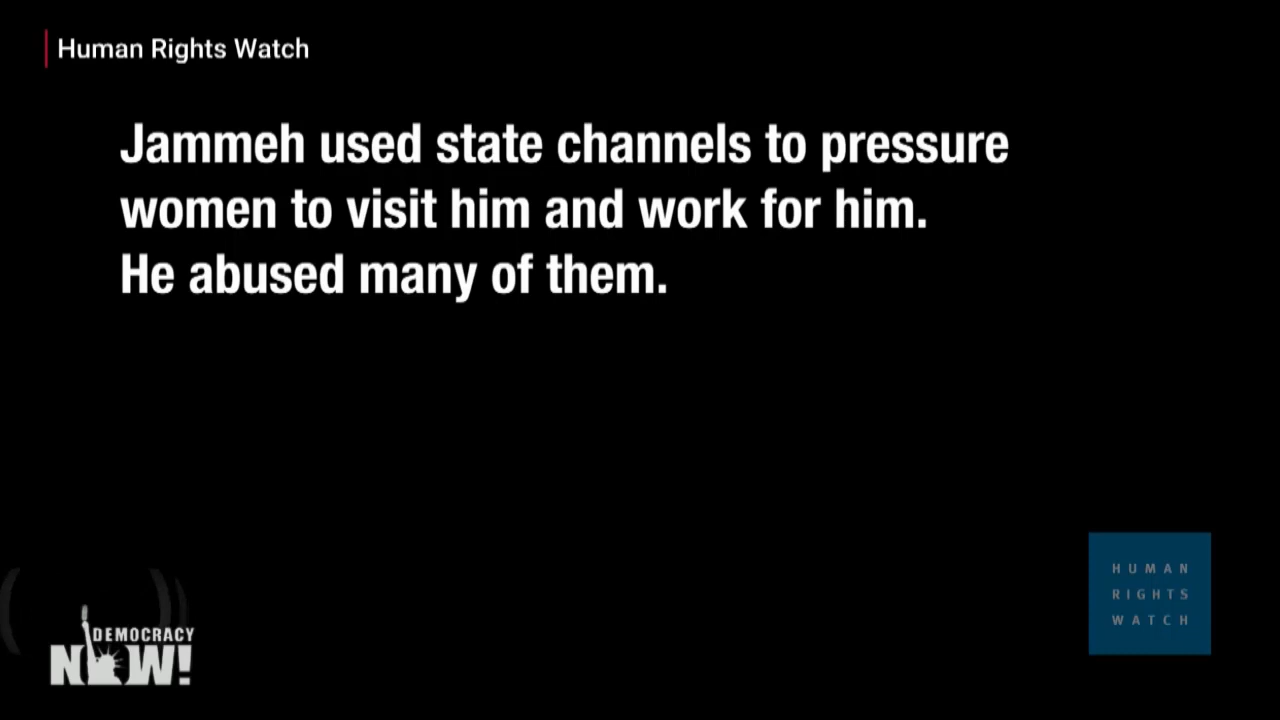 Human Rights Watch
Jammeh used state channels to pressure
women to visit him and work for him.
He abused many of them.
HUMAN
RIGHTS
WATCH
DEMOCRACY
NOW!